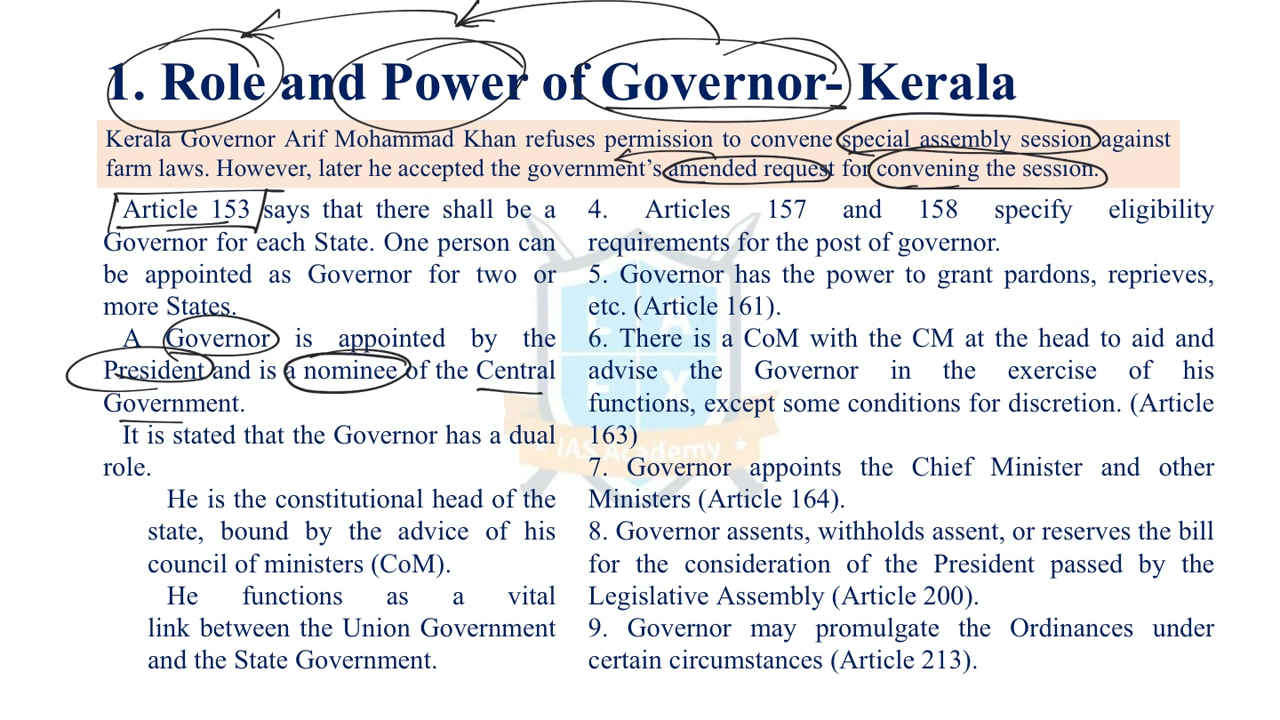 1. Role and Power of Governor- Kerala
Kerala Governor Arif Mohammad Khan refuses permission to convene special assembly session against
farm laws. However, later he accepted the government's amended request for convening the session.
Article 153 says that there shall be a
Governor for each State. One person can
be appointed as Governor for two or
more States.
A Governor is appointed by the
President and is a nominee of the Central
Government.
It is stated that the Governor has a dual
role.
He is the constitutional head of the
state, bound by the advice of his
council of ministers (CoM).
He functions as a vital
link between the Union Government
and the State Government.
4. Articles 157 and 158 specify eligibility
requirements for the post of governor.
5. Governor has the power to grant pardons, reprieves,
etc. (Article 161).
6. There is a CoM with the CM at the head to aid and
advise the Governor in the exercise of his
functions, except some conditions for discretion. (Article
163)
7. Governor appoints the Chief Minister and other
Ministers (Article 164).
8. Governor assents, withholds assent, or reserves the bill
for the consideration of the President passed by the
Legislative Assembly (Article 200).
9. Governor may promulgate the Ordinances under
certain circumstances (Article 213).
L E A
E X
IAS Academy